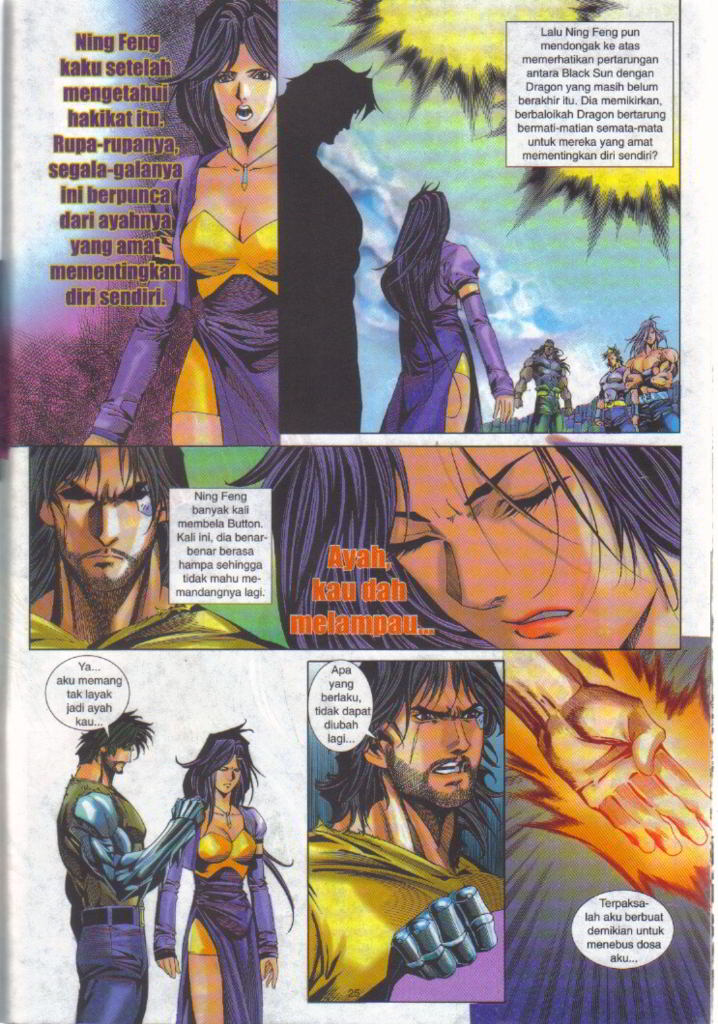 Ning Feng
kaku setelah
mengetahui
hakikat itu.
Rupa-rupanya,
segala-galanya
ini berpunca
dari ayahnya
yang amat
mementingkan
diri sendiri.
Lalu Ning Feng pun
mendongak ke atas
memerhatikan pertarungan
antara Black Sun dengan
Dragon yang masih belum
berakhir itu. Dia memikirkan,
berbaloikah Dragon bertarung
bermati-matian semata-mata
untuk mereka yang amat
mementingkan diri sendiri?
Ning Feng
banyak kali
membela Button.
Kali ini, dia benar-
benar berasa
hampa sehingga
tidak mahu me-
mandangnya lagi.
Ayah,
kau dah
melampau...
Ya...
aku memang
tak layak
jadi ayah
kau...
Apa
yang
berlaku,
tidak dapat
diubah
lagi...
Terpaksa-
lah aku berbuat
demikian untuk
menebus dosa
aku...
25